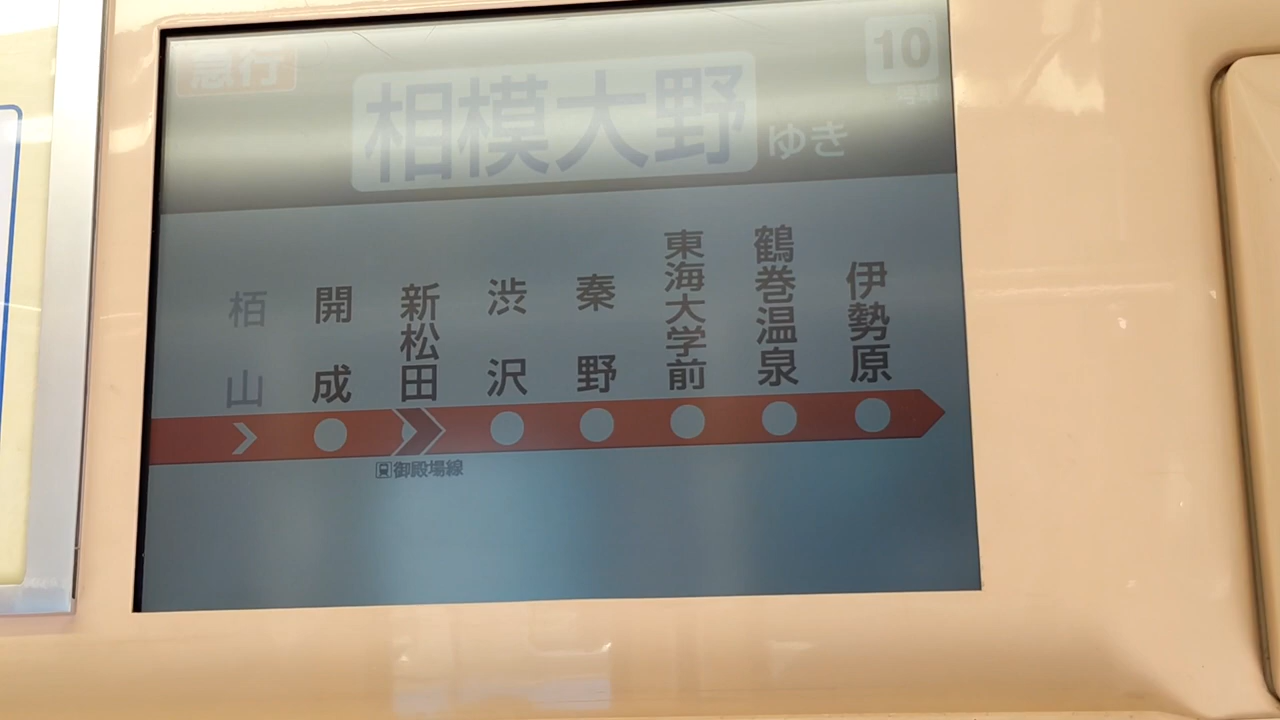 急行
相模大野 ゆき
10
号車
栢山
開成
新松田
渋沢
秦野
東海大学前
鶴巻温泉
伊勢原
御殿場線